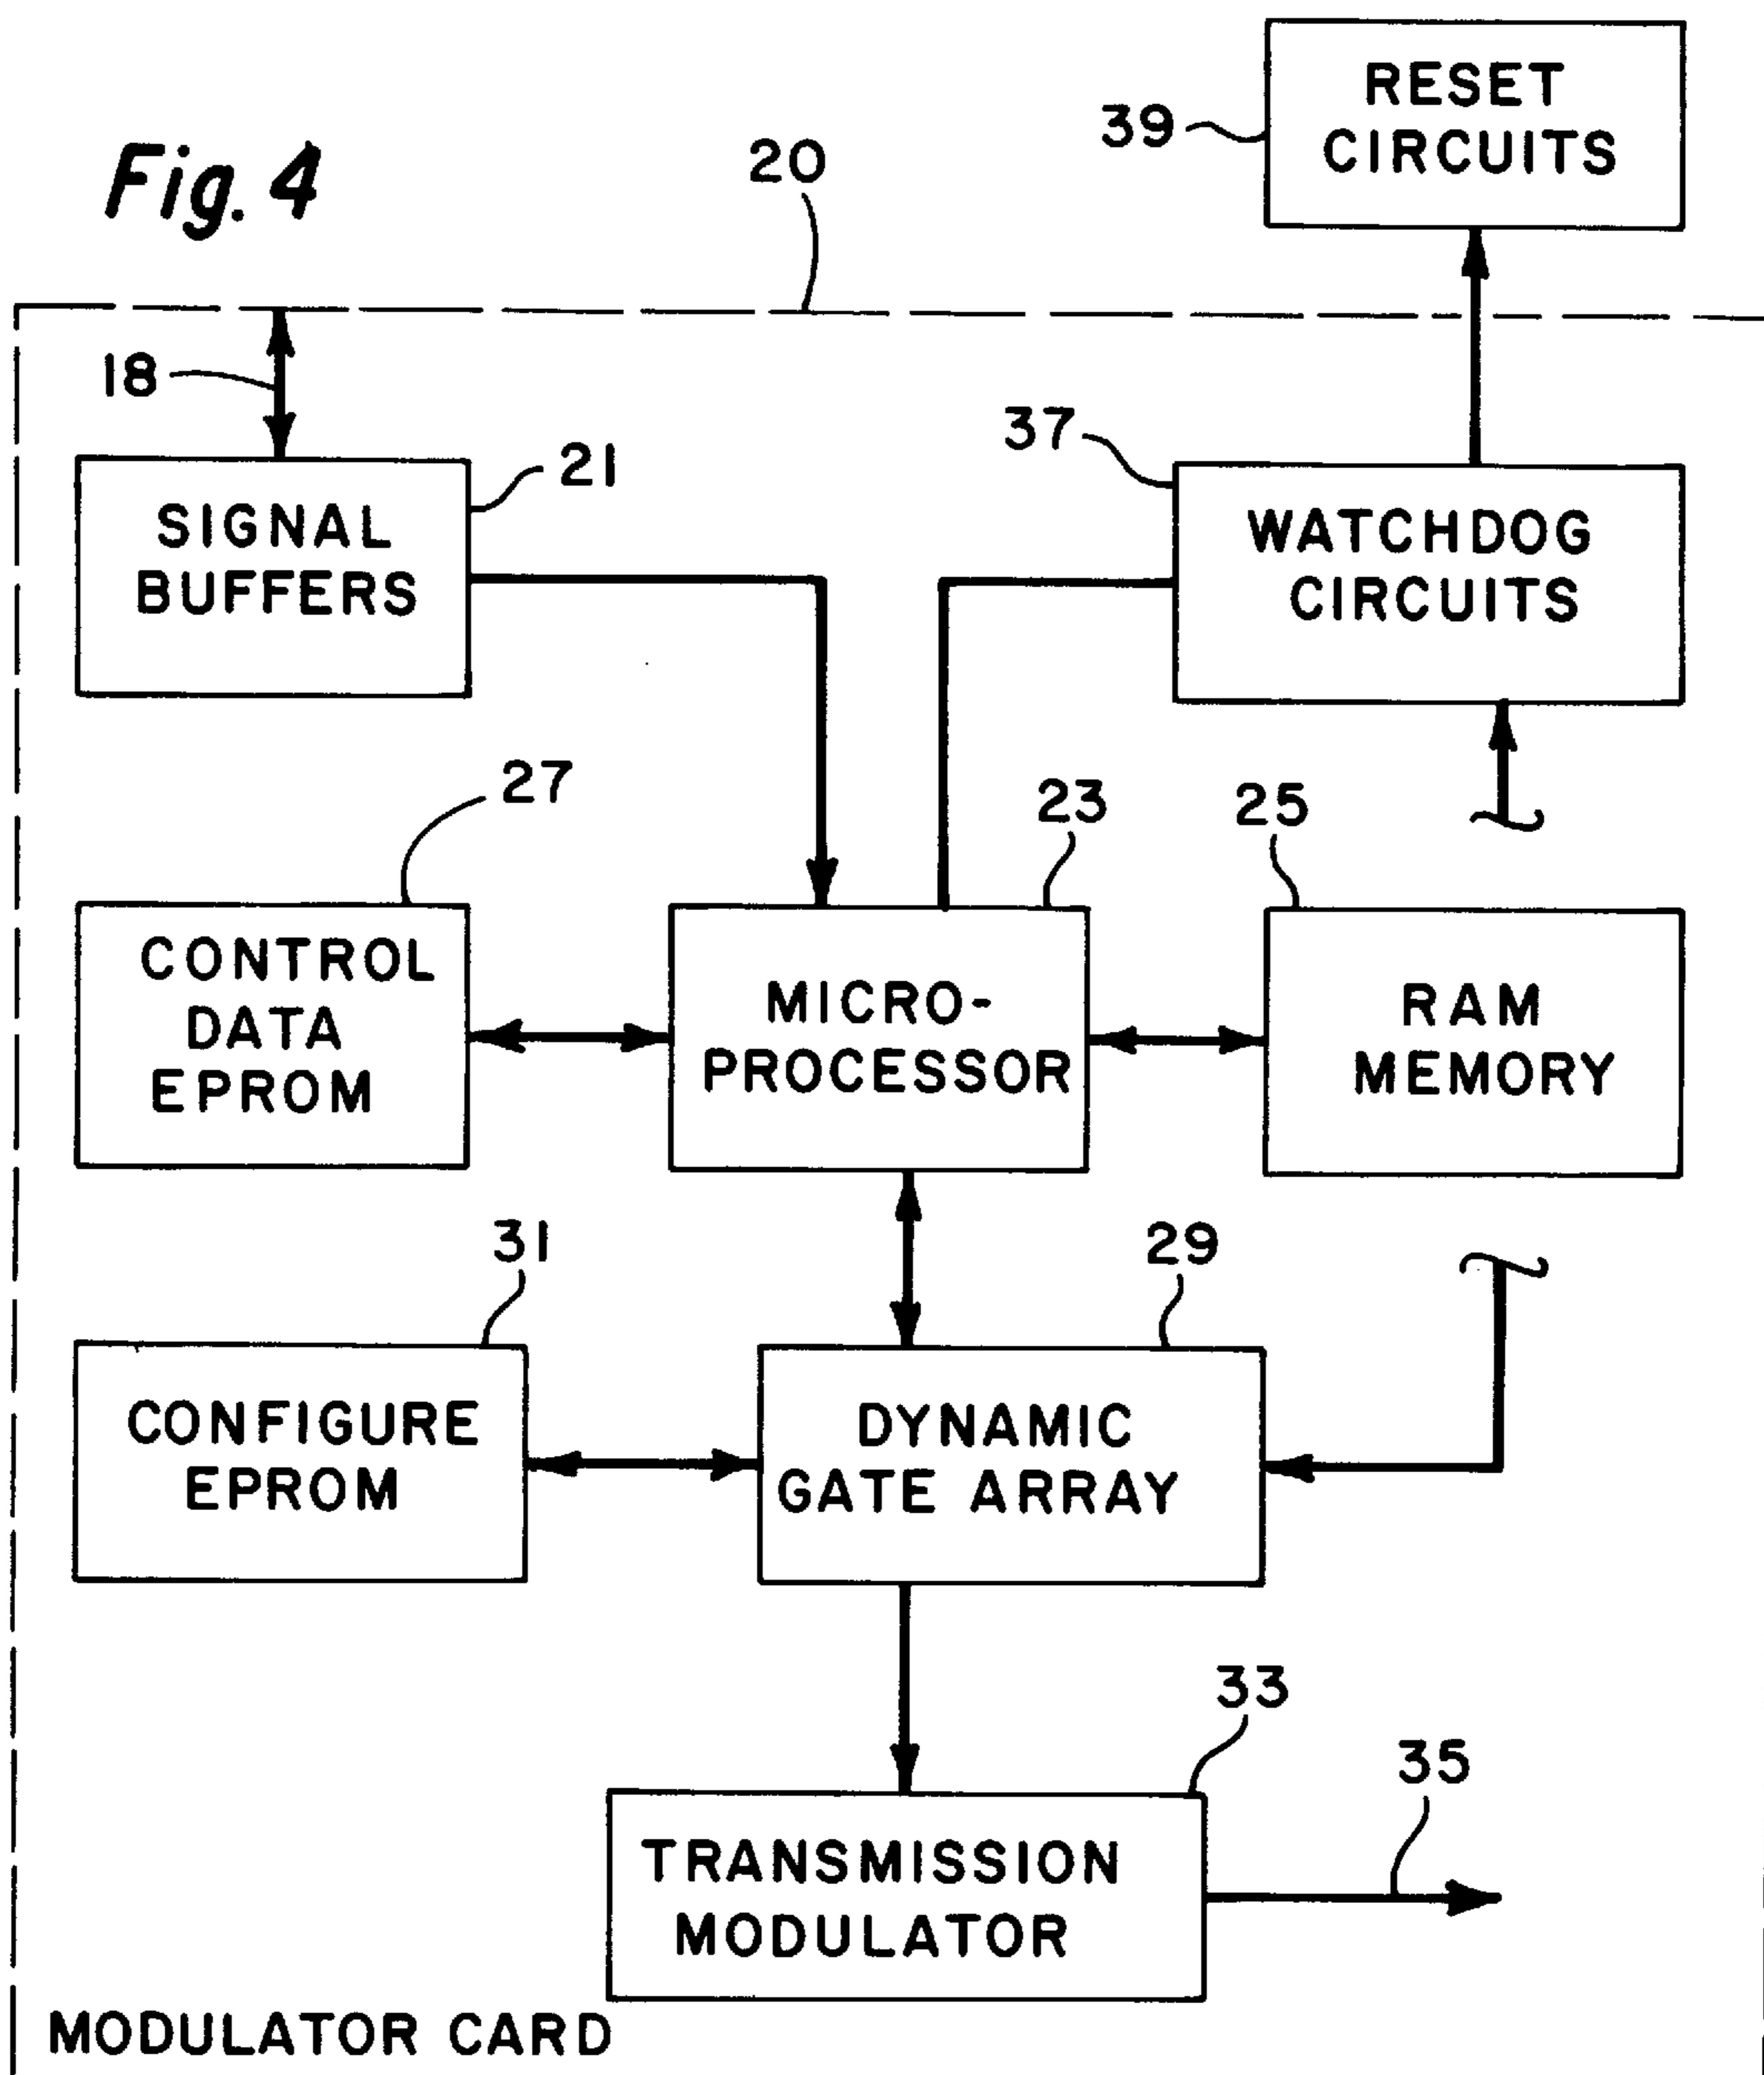 Fig. 4
20
39
RESET
CIRCUITS
18
21
SIGNAL
BUFFERS
37
WATCHDOG
CIRCUITS
27
CONTROL
DATA
EPROM
23
MICRO-
PROCESSOR
25
RAM
MEMORY
31
CONFIGURE
EPROM
29
DYNAMIC
GATE ARRAY
33
TRANSMISSION
MODULATOR
35
MODULATOR CARD